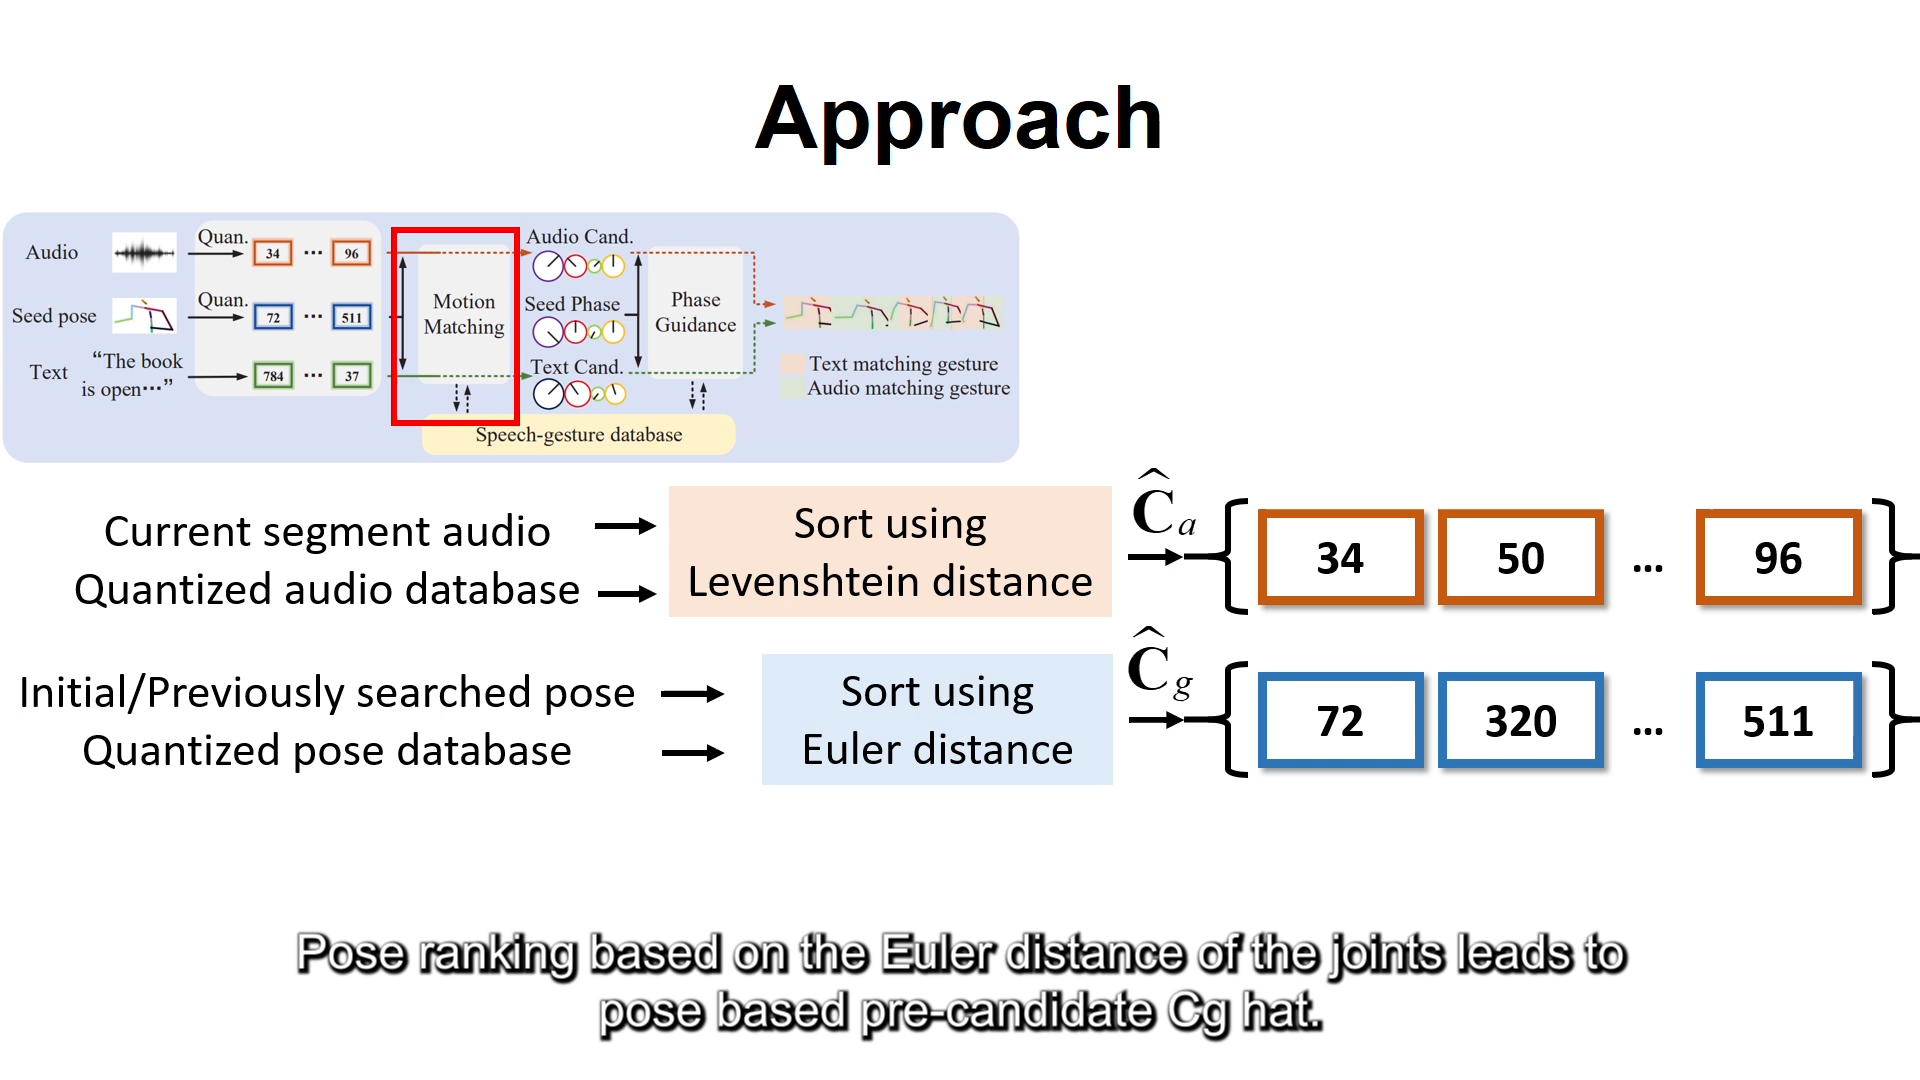 Approach
Audio
Quan.
34 ··· 96
Seed pose
Quan.
72 ··· 511
Text
“The book
is open···”
784 ··· 37
Motion
Matching
Audio Cand.
Seed Phase
Text Cand.
Phase
Guidance
Text matching gesture
Audio matching gesture
Speech-gesture database
Current segment audio
Quantized audio database
Sort using
Levenshtein distance
Ĉa
34 50 ... 96
Initial/Previously searched pose
Quantized pose database
Sort using
Euler distance
Ĉg
72 320 ... 511
Pose ranking based on the Euler distance of the joints leads to
pose based pre-candidate Cg hat.